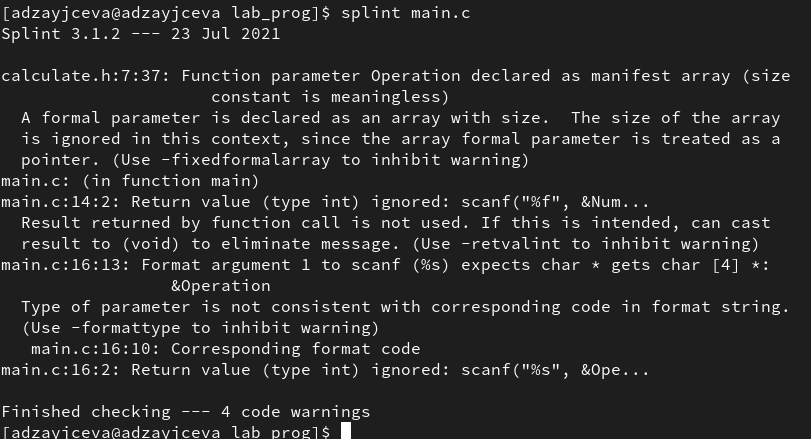 [adzayjceva@adzayjceva lab_prog]$ splint main.c
Splint 3.1.2 --- 23 Jul 2021

calculate.h:7:37: Function parameter Operation declared as manifest array (size
                     constant is meaningless)
  A formal parameter is declared as an array with size.  The size of the array
  is ignored in this context, since the array formal parameter is treated as a
  pointer. (Use -fixedformalarray to inhibit warning)
main.c: (in function main)
main.c:14:2: Return value (type int) ignored: scanf("%f", &Num...
  Result returned by function call is not used. If this is intended, can cast
  result to (void) to eliminate message. (Use -retvalint to inhibit warning)
main.c:16:13: Format argument 1 to scanf (%s) expects char * gets char [4] *:
                 &Operation
  Type of parameter is not consistent with corresponding code in format string.
  (Use -formattype to inhibit warning)
   main.c:16:10: Corresponding format code
main.c:16:2: Return value (type int) ignored: scanf("%s", &Ope...

Finished checking --- 4 code warnings
[adzayjceva@adzayjceva lab_prog]$